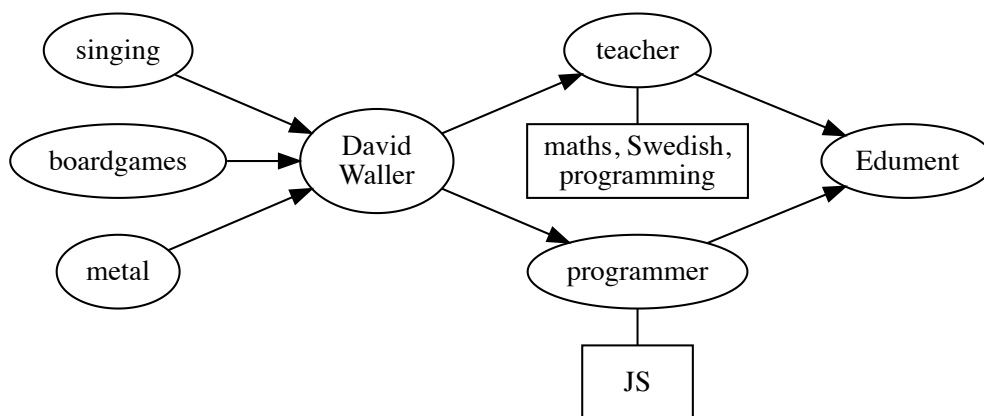 singing
boardgames
metal
David
Waller
teacher
maths, Swedish,
programming
programmer
JS
Edument